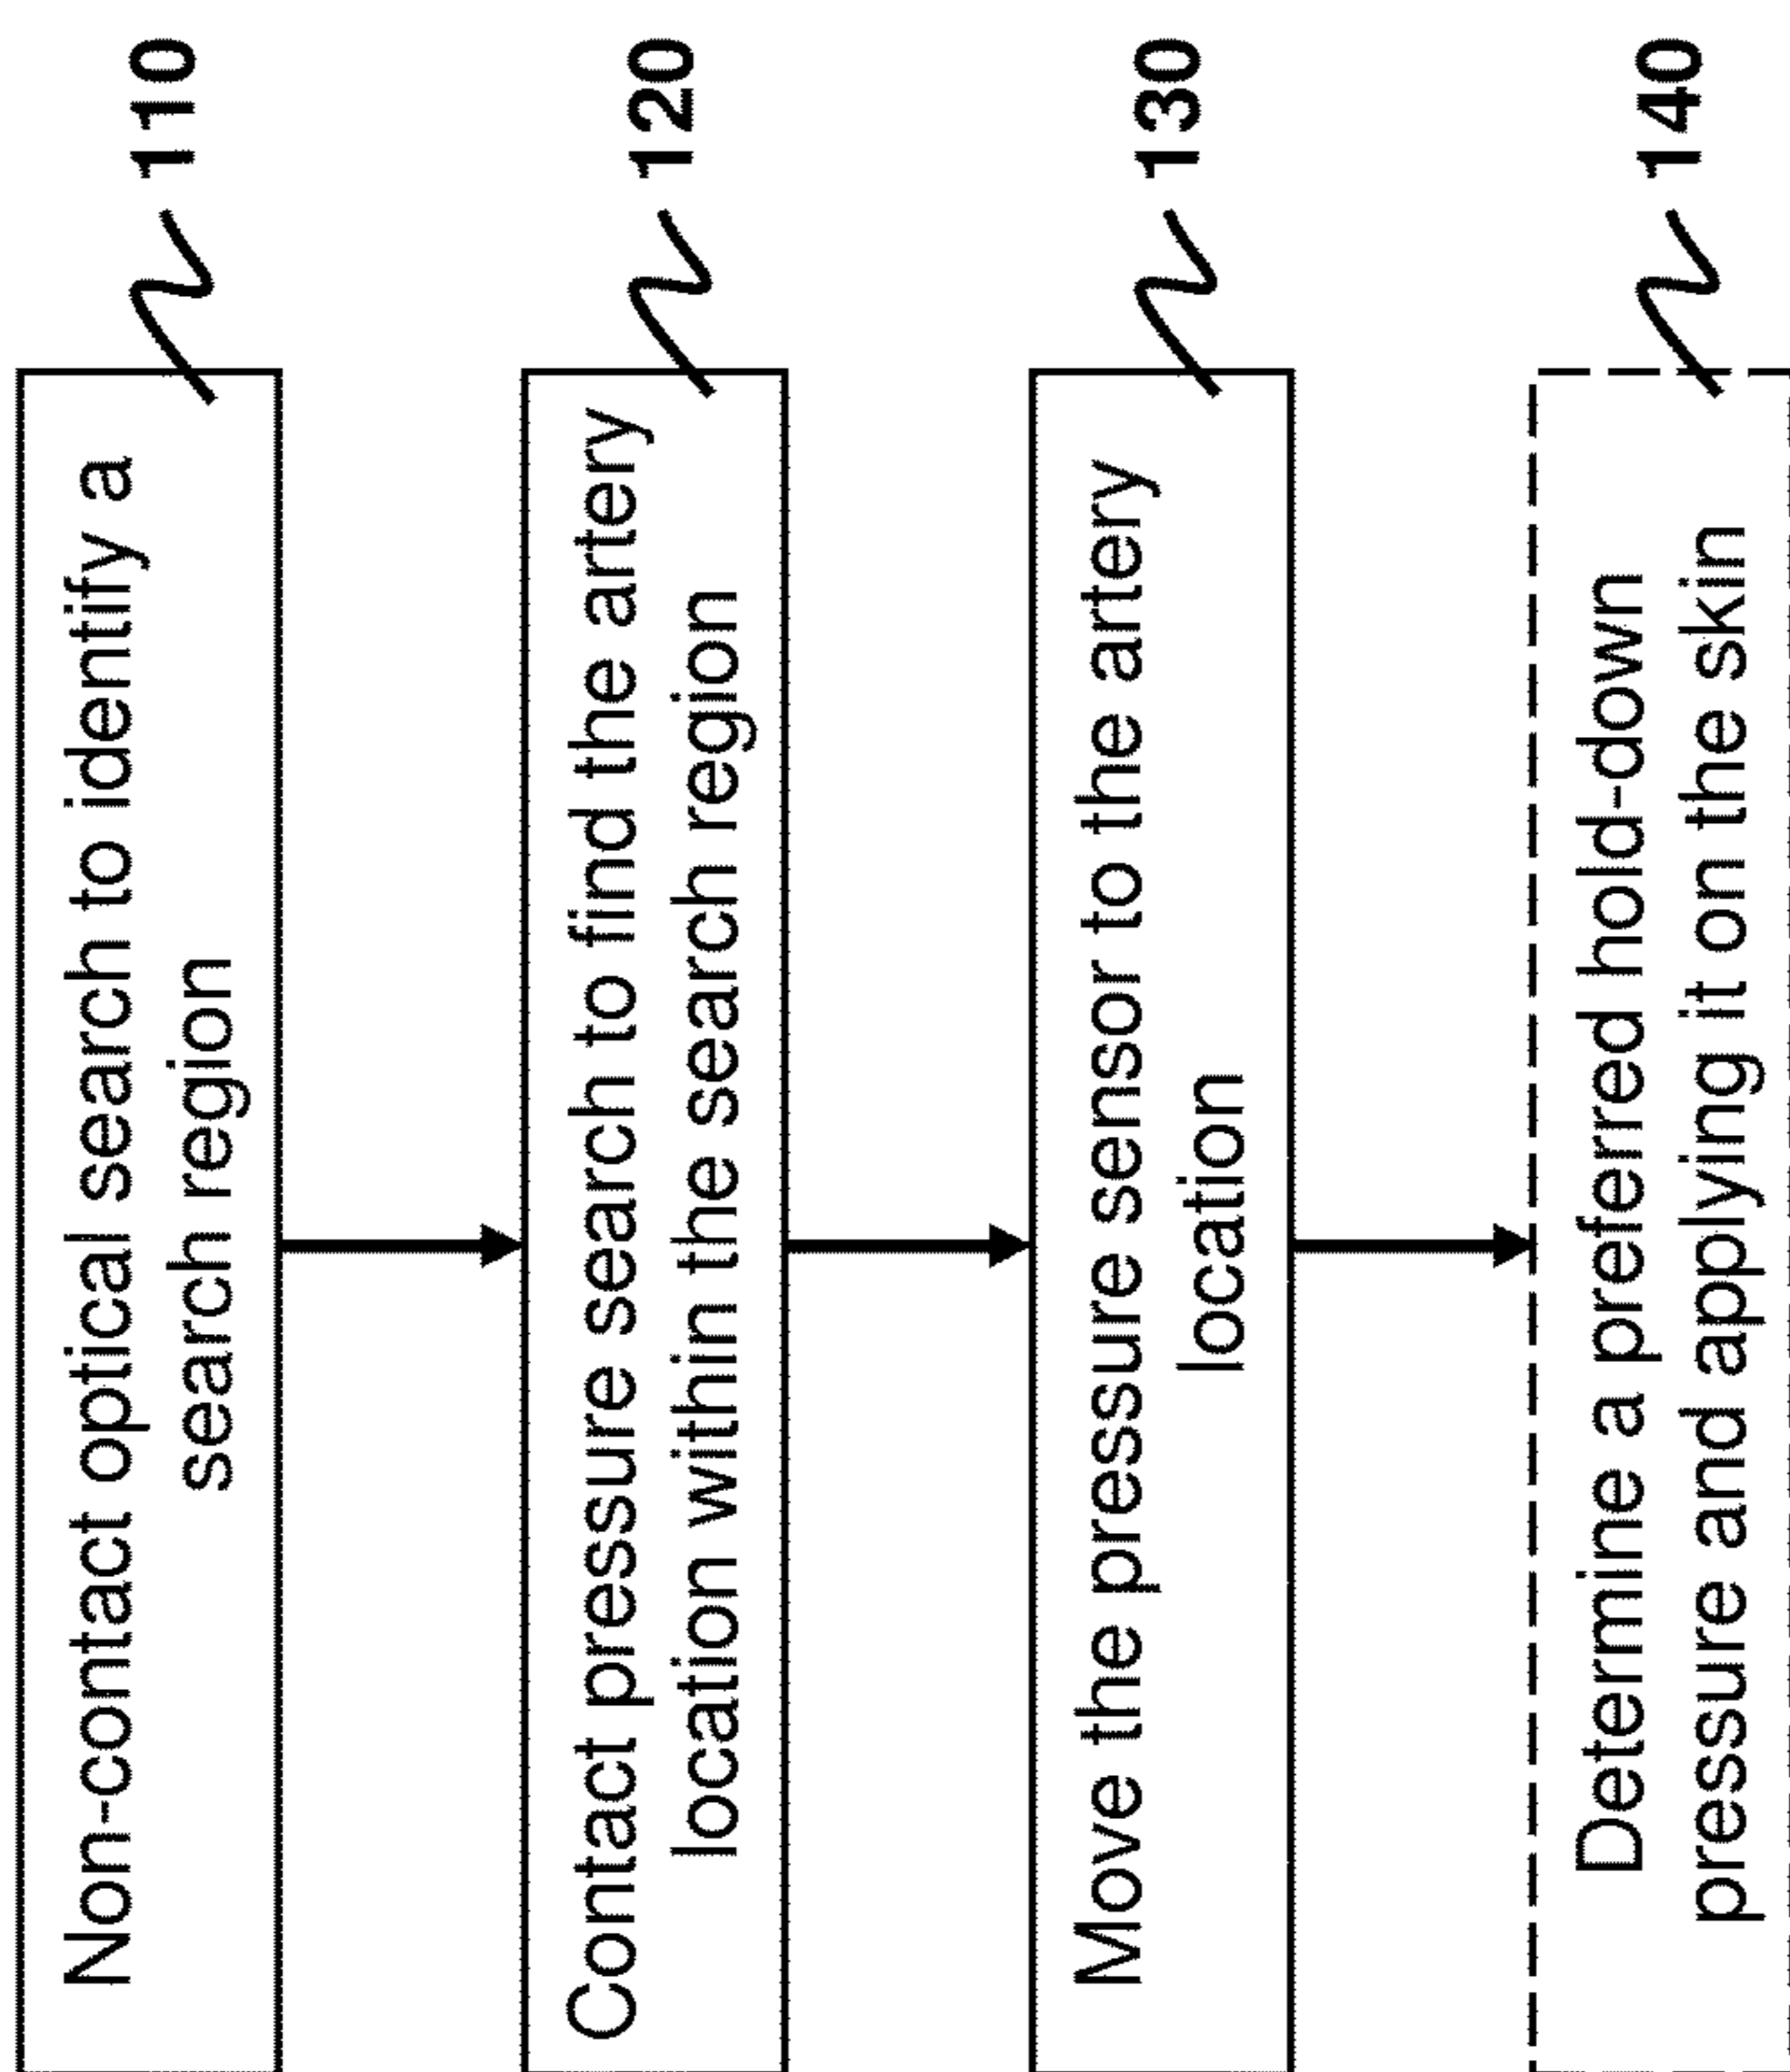 Non-contact optical search to identify a
search region
110
Contact pressure search to find the artery
location within the search region
120
Move the pressure sensor to the artery
location
130
Determine a preferred hold-down
pressure and applying it on the skin
140